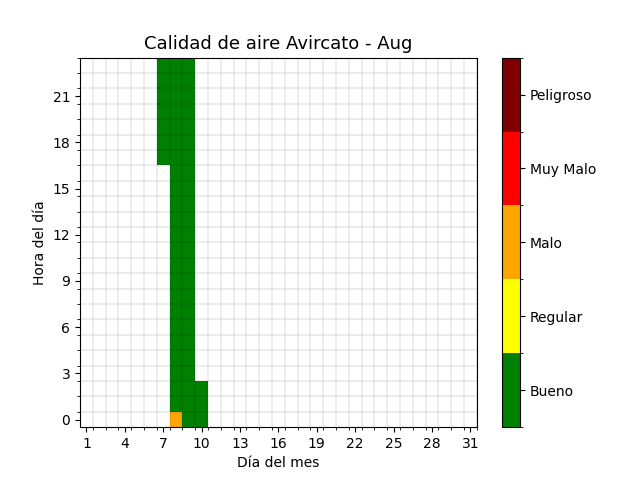 Calidad de aire Avircato - Aug
21
18
15
12
9
6
3
0
Hora del día
1 4 7 10 13 16 19 22 25 28 31
Día del mes
Peligroso
Muy Malo
Malo
Regular
Bueno